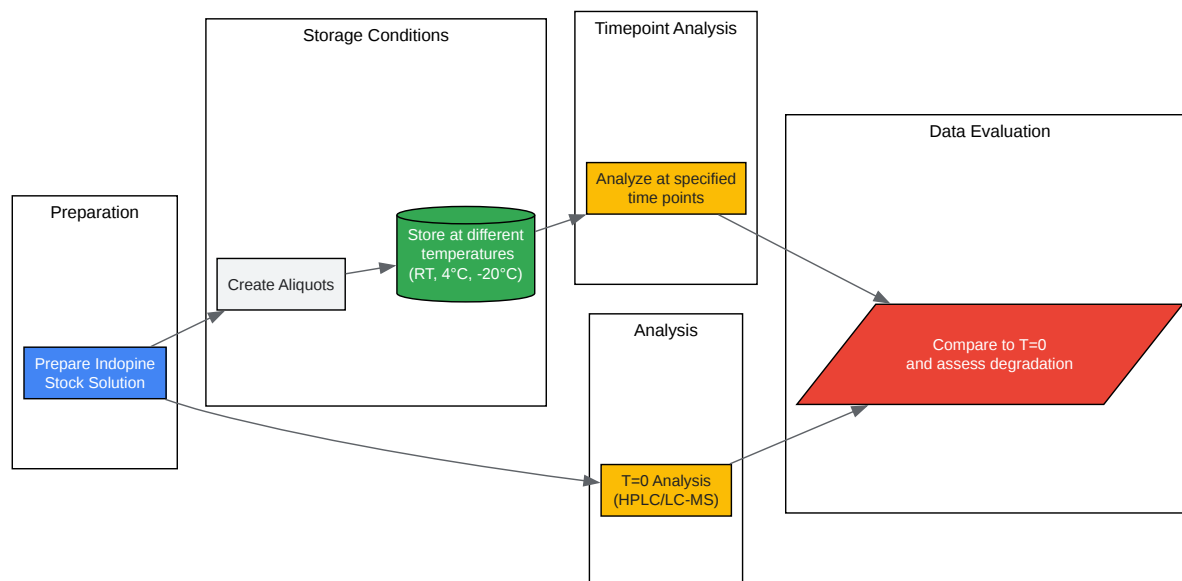 Preparation
Prepare Indopine
Stock Solution
Storage Conditions
Create Aliquots
Store at different
temperatures
(RT, 4°C, -20°C)
Timepoint Analysis
Analyze at specified
time points
Analysis
T=0 Analysis
(HPLC/LC-MS)
Data Evaluation
Compare to T=0
and assess degradation